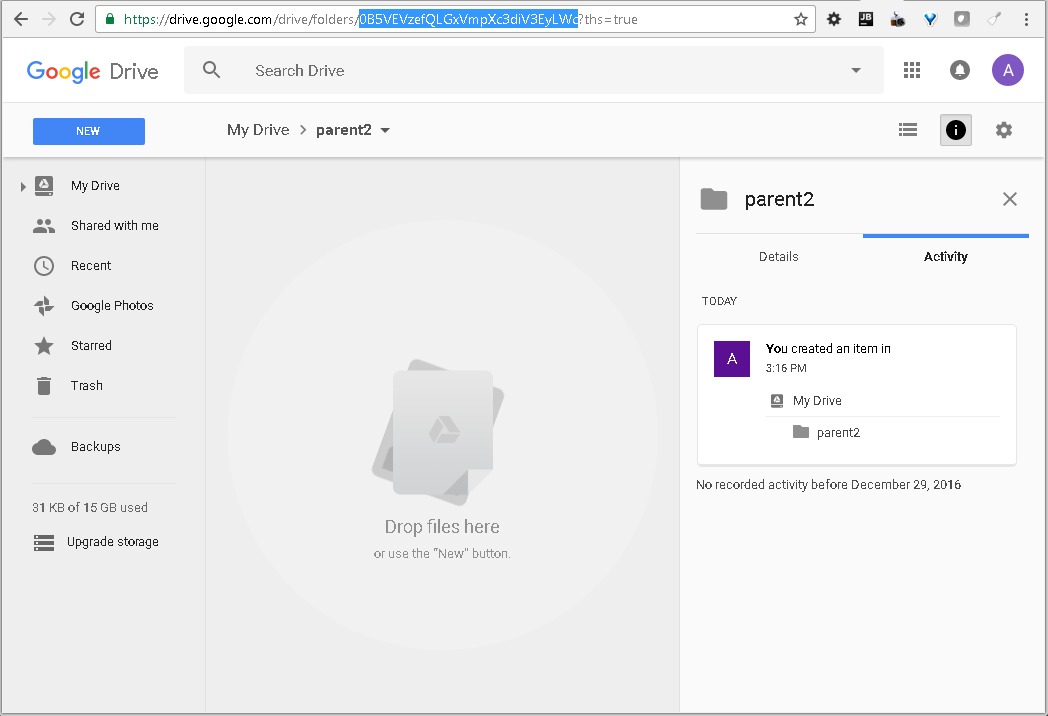 https://drive.google.com/drive/folders/0B5VEVzefQLGxVmpXc3diV3EyLWc?ths=true
JB
Google Drive
Search Drive
A
NEW
My Drive > parent2
My Drive
Shared with me
Recent
Google Photos
Starred
Trash
Backups
31 KB of 15 GB used
Upgrade storage
Drop files here
or use the "New" button.
parent2
Details
Activity
TODAY
A
You created an item in
3:16 PM
My Drive
parent2
No recorded activity before December 29, 2016